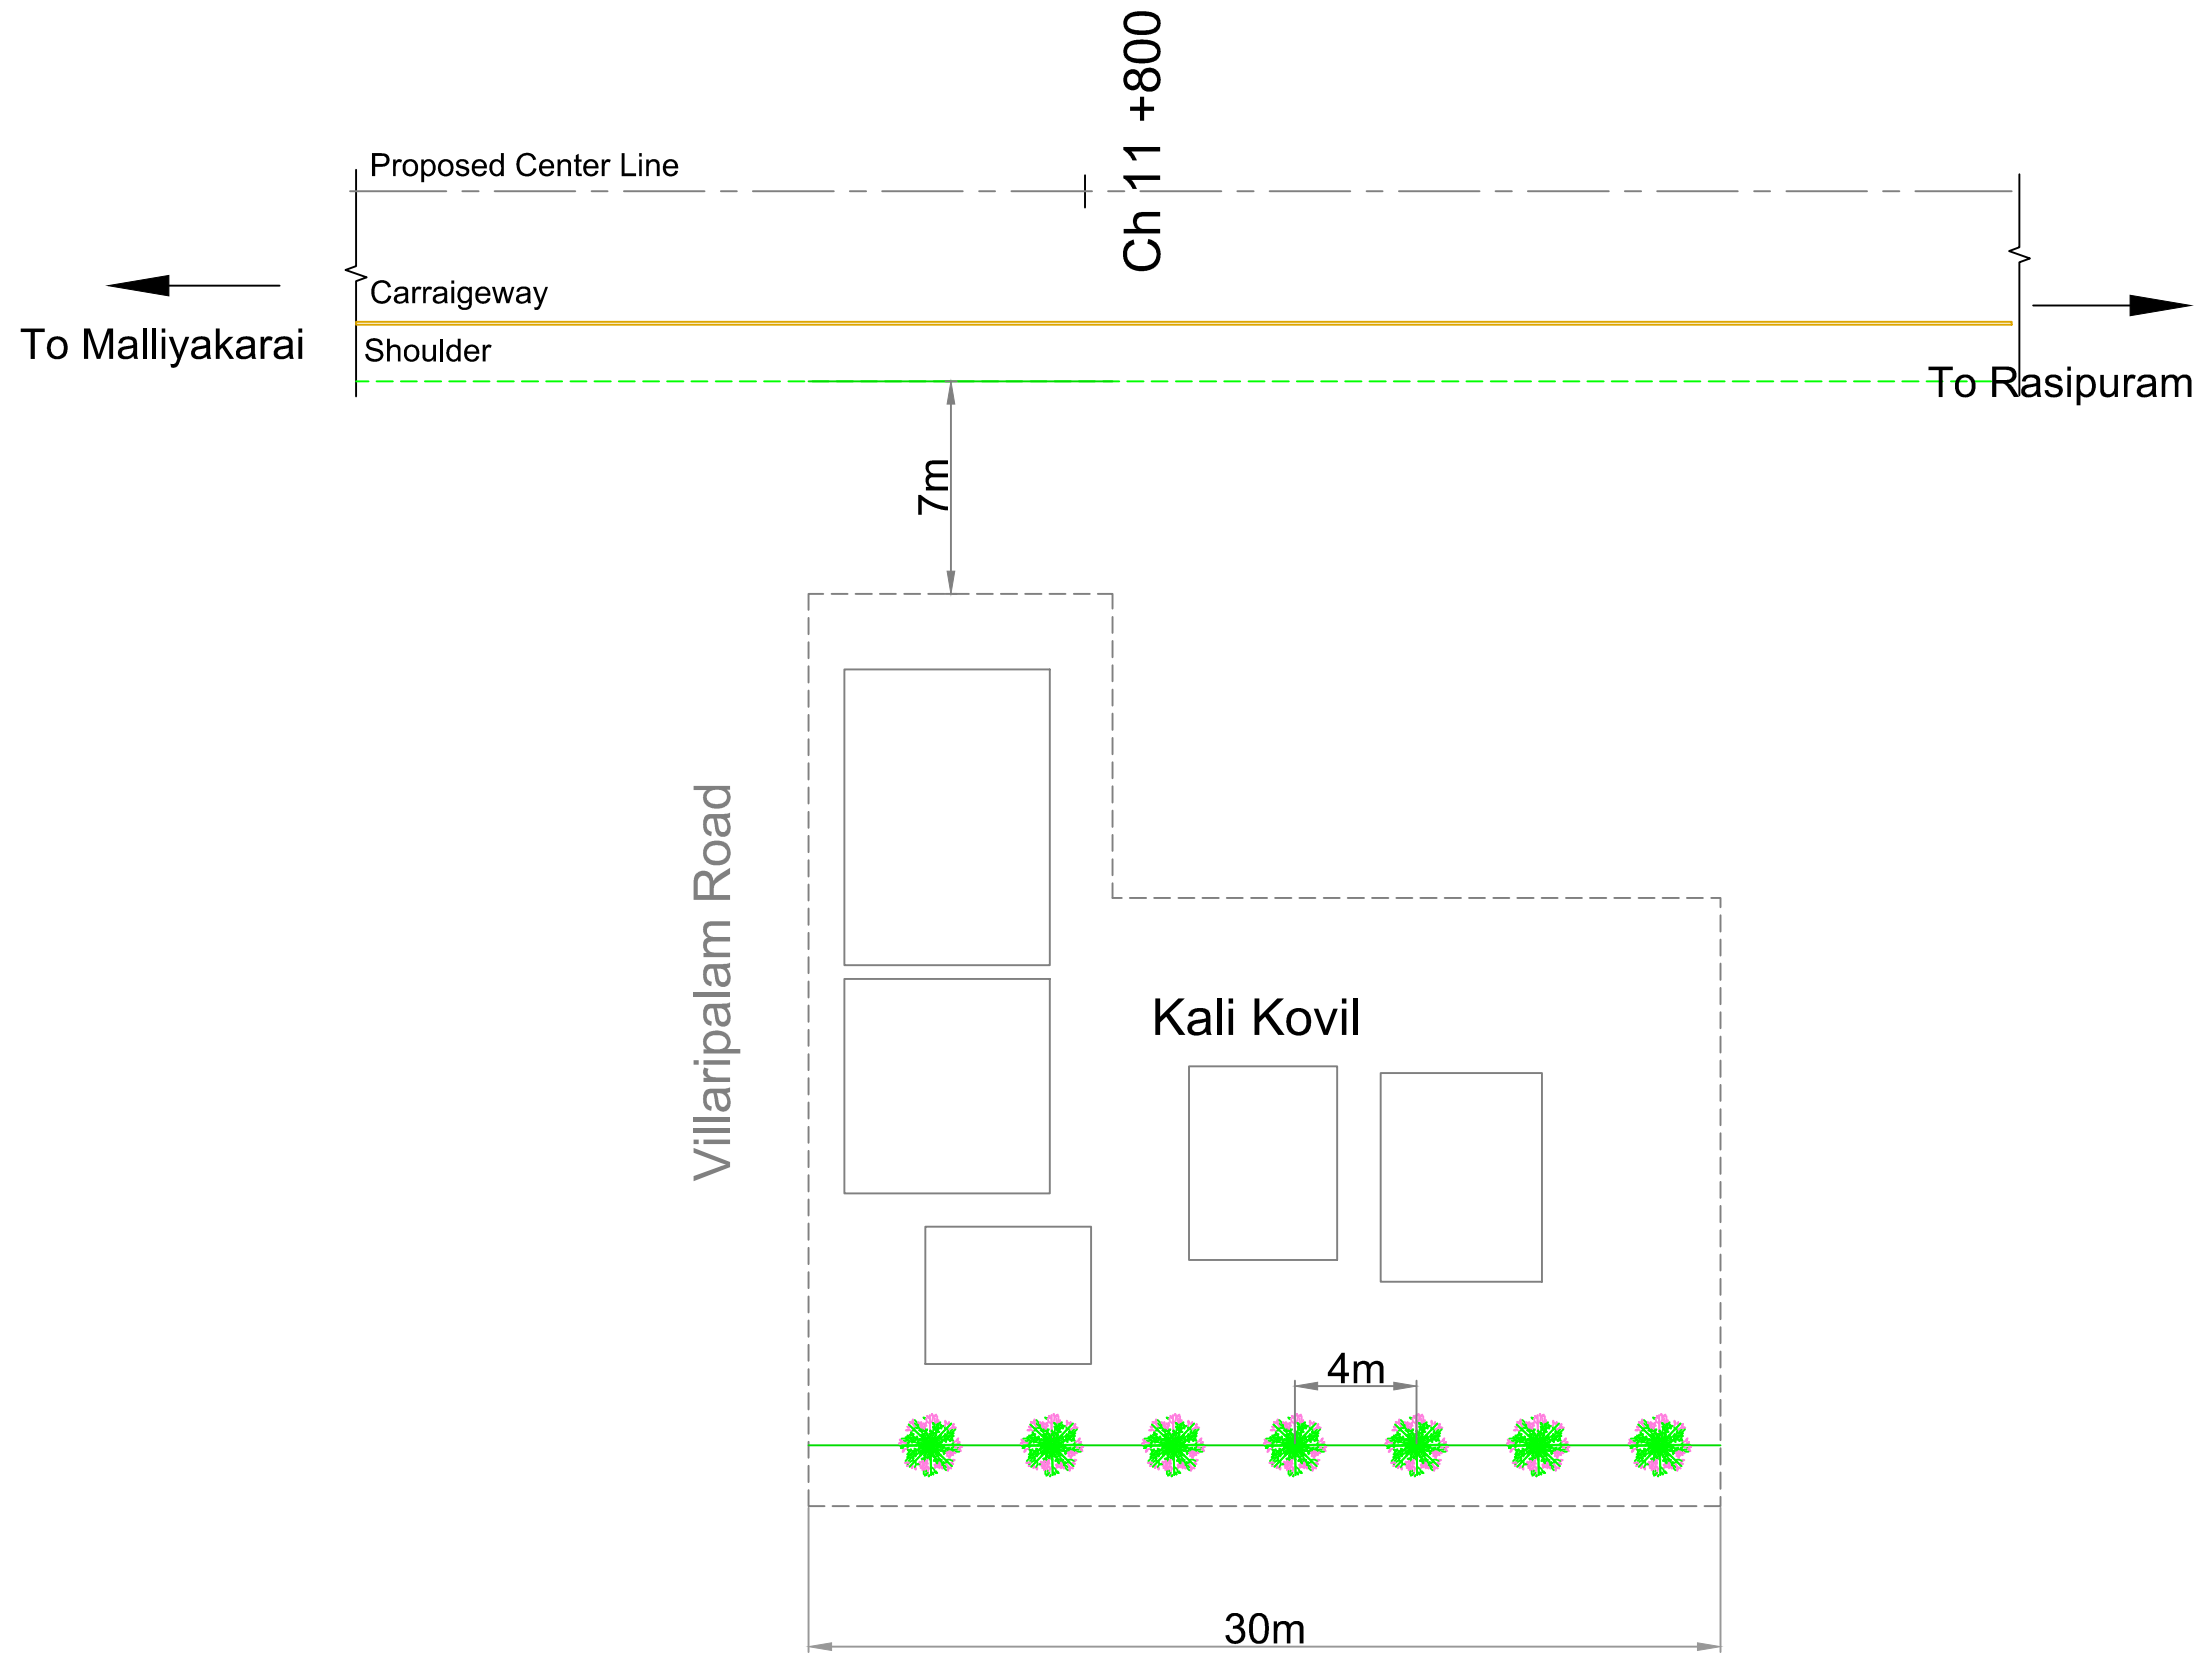 Ch 11 +800
Proposed Center Line
Carraigeway
To Malliyakarai
Shoulder
To Rasipuram
7m
Villaripalam Road
Kali Kovil
4m
30m